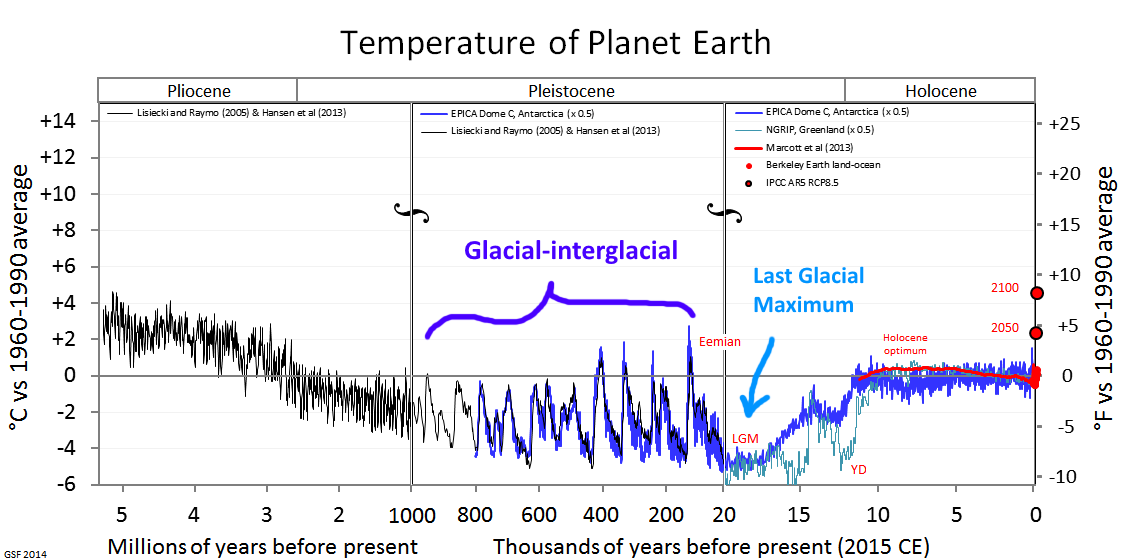 Temperature of Planet Earth
Pliocene
Pleistocene
Holocene
Lisiecki and Raymo (2005) & Hansen et al (2013)
EPICA Dome C, Antarctica (x 0.5)
Lisiecki and Raymo (2005) & Hansen et al (2013)
EPICA Dome C, Antarctica (x 0.5)
NGRIP, Greenland (x 0.5)
Marcott et al (2013)
Berkeley Earth land-ocean
IPCC AR5 RCP8.5
°C vs 1960-1990 average
+14
+12
+10
+8
+6
+4
+2
0
-2
-4
-6
Glacial-interglacial
Last Glacial
Maximum
Eemian
LGM
YD
Holocene
optimum
2100
2050
+25
+20
+15
+10
+5
0
-5
-10
°F vs 1960-1990 average
5 4 3 2 1000 800 600 400 200 20 15 10 5 0
Millions of years before present
Thousands of years before present (2015 CE)
GSF 2014